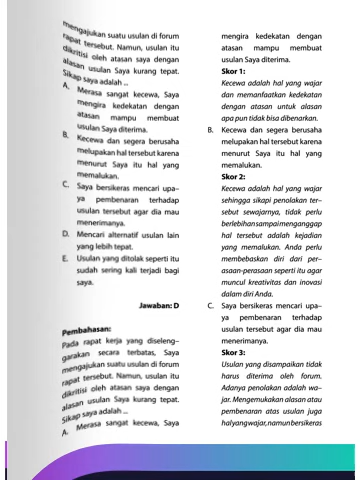 mengajukan suatu usulan di forum
rapat tersebut. Namun, usulan itu
dikritisi oleh atasan saya dengan
alasan usulan Saya kurang tepat.
Sikap saya adalah ...
A. Merasa sangat kecewa, Saya
mengira kedekatan dengan
atasan mampu membuat
usulan Saya diterima.
B. Kecewa dan segera berusaha
melupakan hal tersebut karena
menurut Saya itu hal yang
memalukan.
C. Saya bersikeras mencari upa–
ya pembenaran terhadap
usulan tersebut agar dia mau
menerimanya.
D. Mencari alternatif usulan lain
yang lebih tepat.
E. Usulan yang ditolak seperti itu
sudah sering kali terjadi bagi
saya.
Jawaban: D
Pembahasan:
Pada rapat kerja yang diseleng–
garakan secara terbatas, Saya
mengajukan suatu usulan di forum
rapat tersebut. Namun, usulan itu
dikritisi oleh atasan saya dengan
alasan usulan Saya kurang tepat.
Sikap saya adalah ...
A. Merasa sangat kecewa, Saya
mengira kedekatan dengan
atasan mampu membuat
usulan Saya diterima.
Skor 1:
Kecewa adalah hal yang wajar
dan memanfaatkan kedekatan
dengan atasan untuk alasan
apa pun tidak bisa dibenarkan.
B. Kecewa dan segera berusaha
melupakan hal tersebut karena
menurut Saya itu hal yang
memalukan.
Skor 2:
Kecewa adalah hal yang wajar
sehingga sikapi penolakan ter–
sebut sewajarnya, tidak perlu
berlebihan sampai menganggap
hal tersebut adalah kejadian
yang memalukan. Anda perlu
membebaskan diri dari per–
asaan-perasaan seperti itu agar
muncul kreativitas dan inovasi
dalam diri Anda.
C. Saya bersikeras mencari upa–
ya pembenaran terhadap
usulan tersebut agar dia mau
menerimanya.
Skor 3:
Usulan yang disampaikan tidak
harus diterima oleh forum.
Adanya penolakan adalah wa–
jar. Mengemukakan alasan atau
pembenaran atas usulan juga
hal yang wajar, namun bersikeras